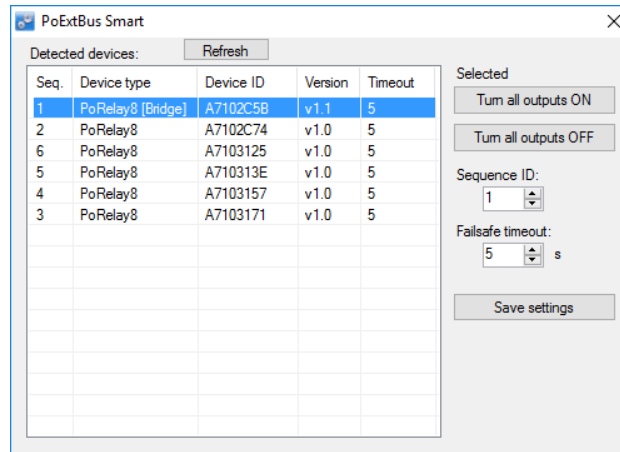 PoExtBus Smart
Detected devices: Refresh
Seq. Device type Device ID Version Timeout
1 PoRelay8 [Bridge] A7102C5B v1.1 5
2 PoRelay8 A7102C74 v1.0 5
6 PoRelay8 A7103125 v1.0 5
5 PoRelay8 A710313E v1.0 5
4 PoRelay8 A7103157 v1.0 5
3 PoRelay8 A7103171 v1.0 5
Selected
Turn all outputs ON
Turn all outputs OFF
Sequence ID:
1
Failsafe timeout:
5 s
Save settings